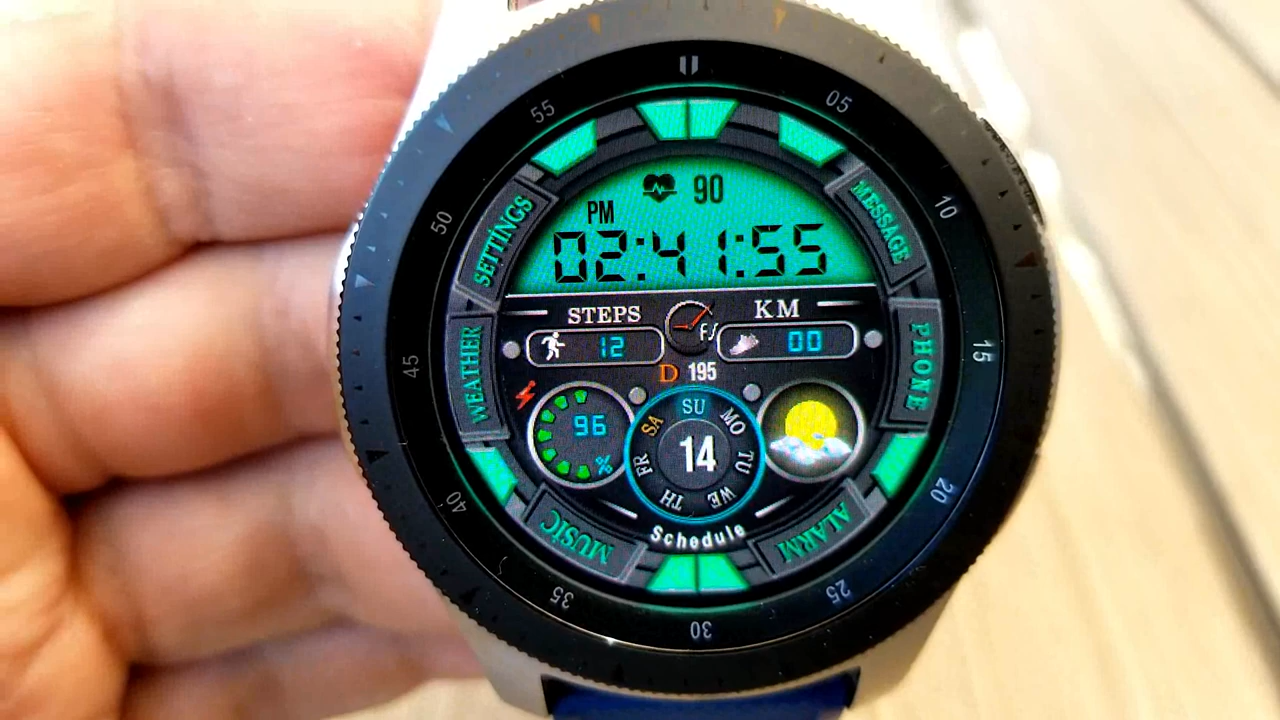 55
05
50
10
45
15
40
20
35
25
30
SETTINGS
MESSAGE
WEATHER
PHONE
MUSIC
ALARM
90
PM
02:41:55
STEPS
KM
12
00
D 195
96
%
SU
MO
TU
WE
TH
FR
SA
14
Schedule